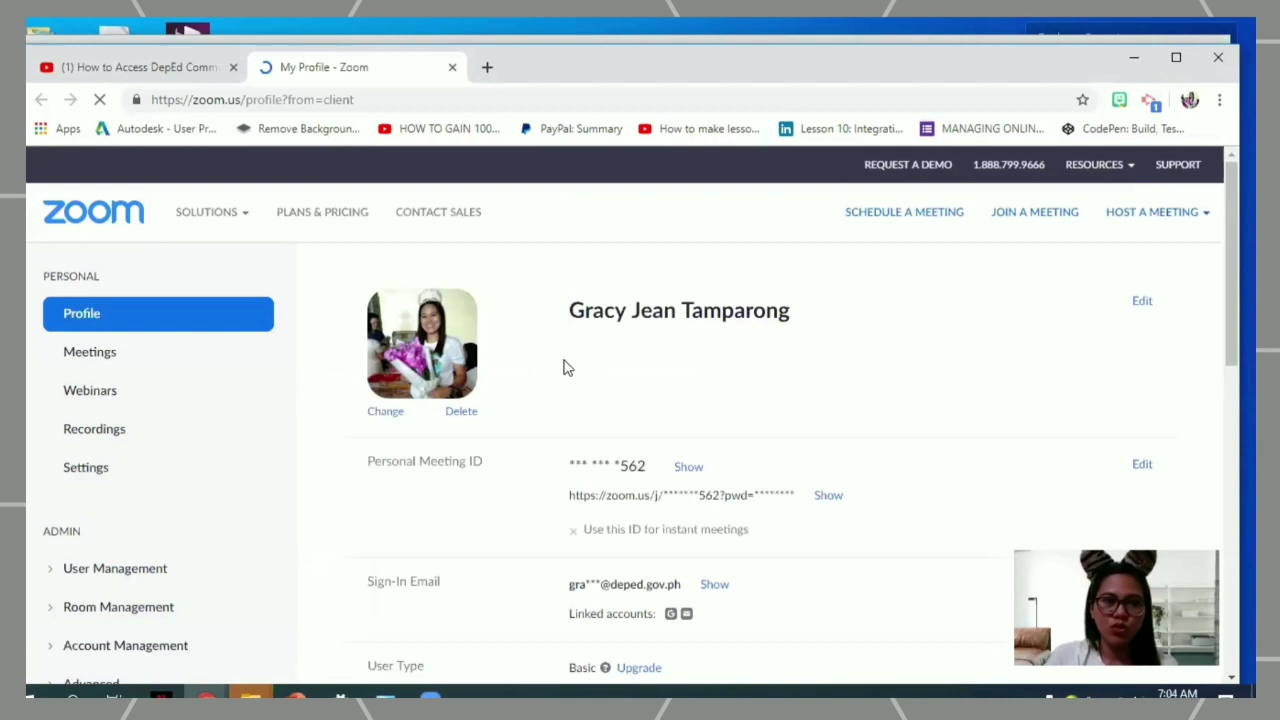 (1) How to Access DepEd Comm
My Profile - Zoom
https://zoom.us/profile?from=client
Apps
Autodesk - User Pr...
Remove Backgroun...
HOW TO GAIN 100...
PayPal: Summary
How to make lesso...
Lesson 10: Integrati...
MANAGING ONLIN...
CodePen: Build, Tes...
REQUEST A DEMO
1.888.799.9666
RESOURCES
SUPPORT
zoom
SOLUTIONS
PLANS & PRICING
CONTACT SALES
SCHEDULE A MEETING
JOIN A MEETING
HOST A MEETING
PERSONAL
Profile
Meetings
Webinars
Recordings
Settings
ADMIN
User Management
Room Management
Account Management
Advanced
Gracy Jean Tamparong
Edit
Change
Delete
Personal Meeting ID
*** *** *562
Show
Edit
https://zoom.us/j/*******562?pwd=********
Show
× Use this ID for instant meetings
Sign-In Email
gra***@deped.gov.ph
Show
Linked accounts:
User Type
Basic
Upgrade
7:04 AM